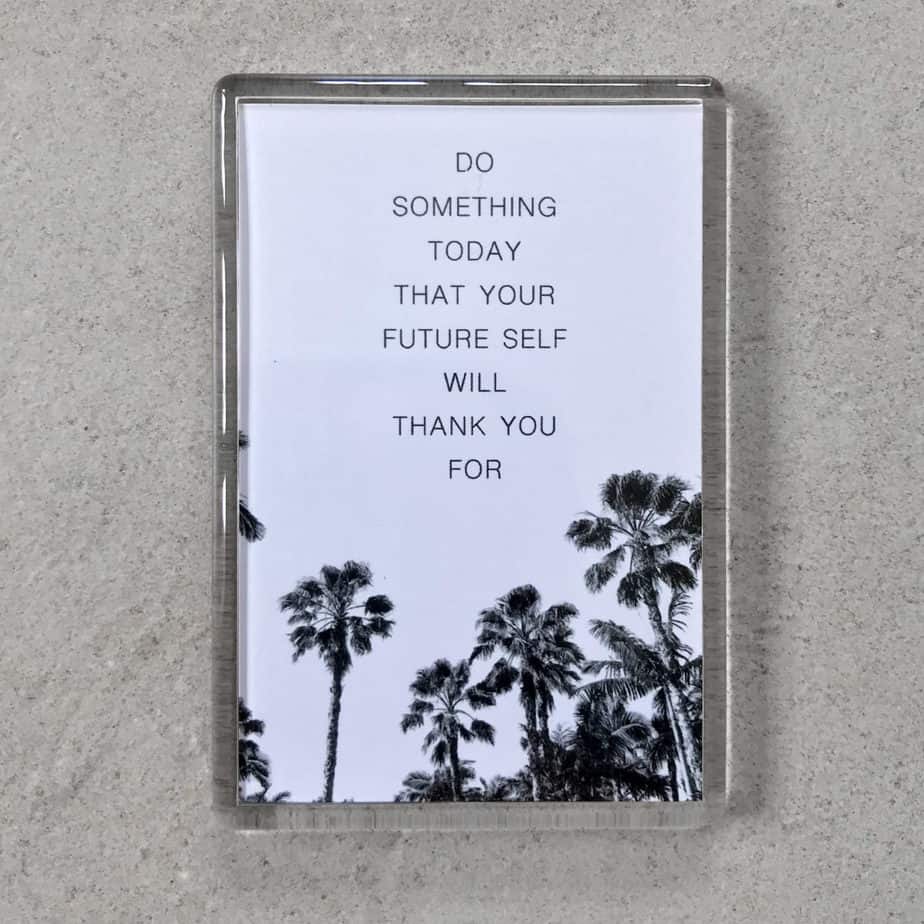 DO
SOMETHING
TODAY
THAT YOUR
FUTURE SELF
WILL
THANK YOU
FOR